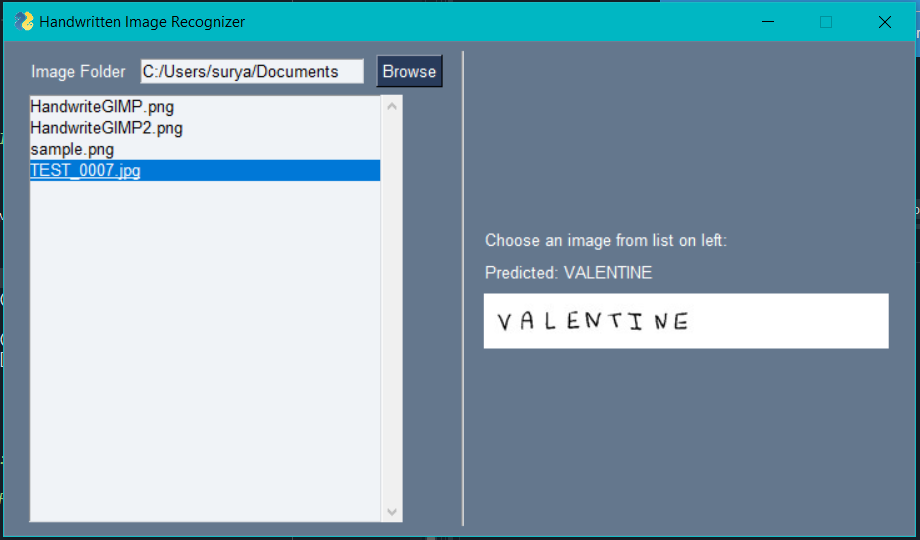 Handwritten Image Recognizer
Image Folder C:/Users/surya/Documents Browse
HandwriteGIMP.png
HandwriteGIMP2.png
sample.png
TEST_0007.jpg
Choose an image from list on left:
Predicted: VALENTINE
VALENTINE